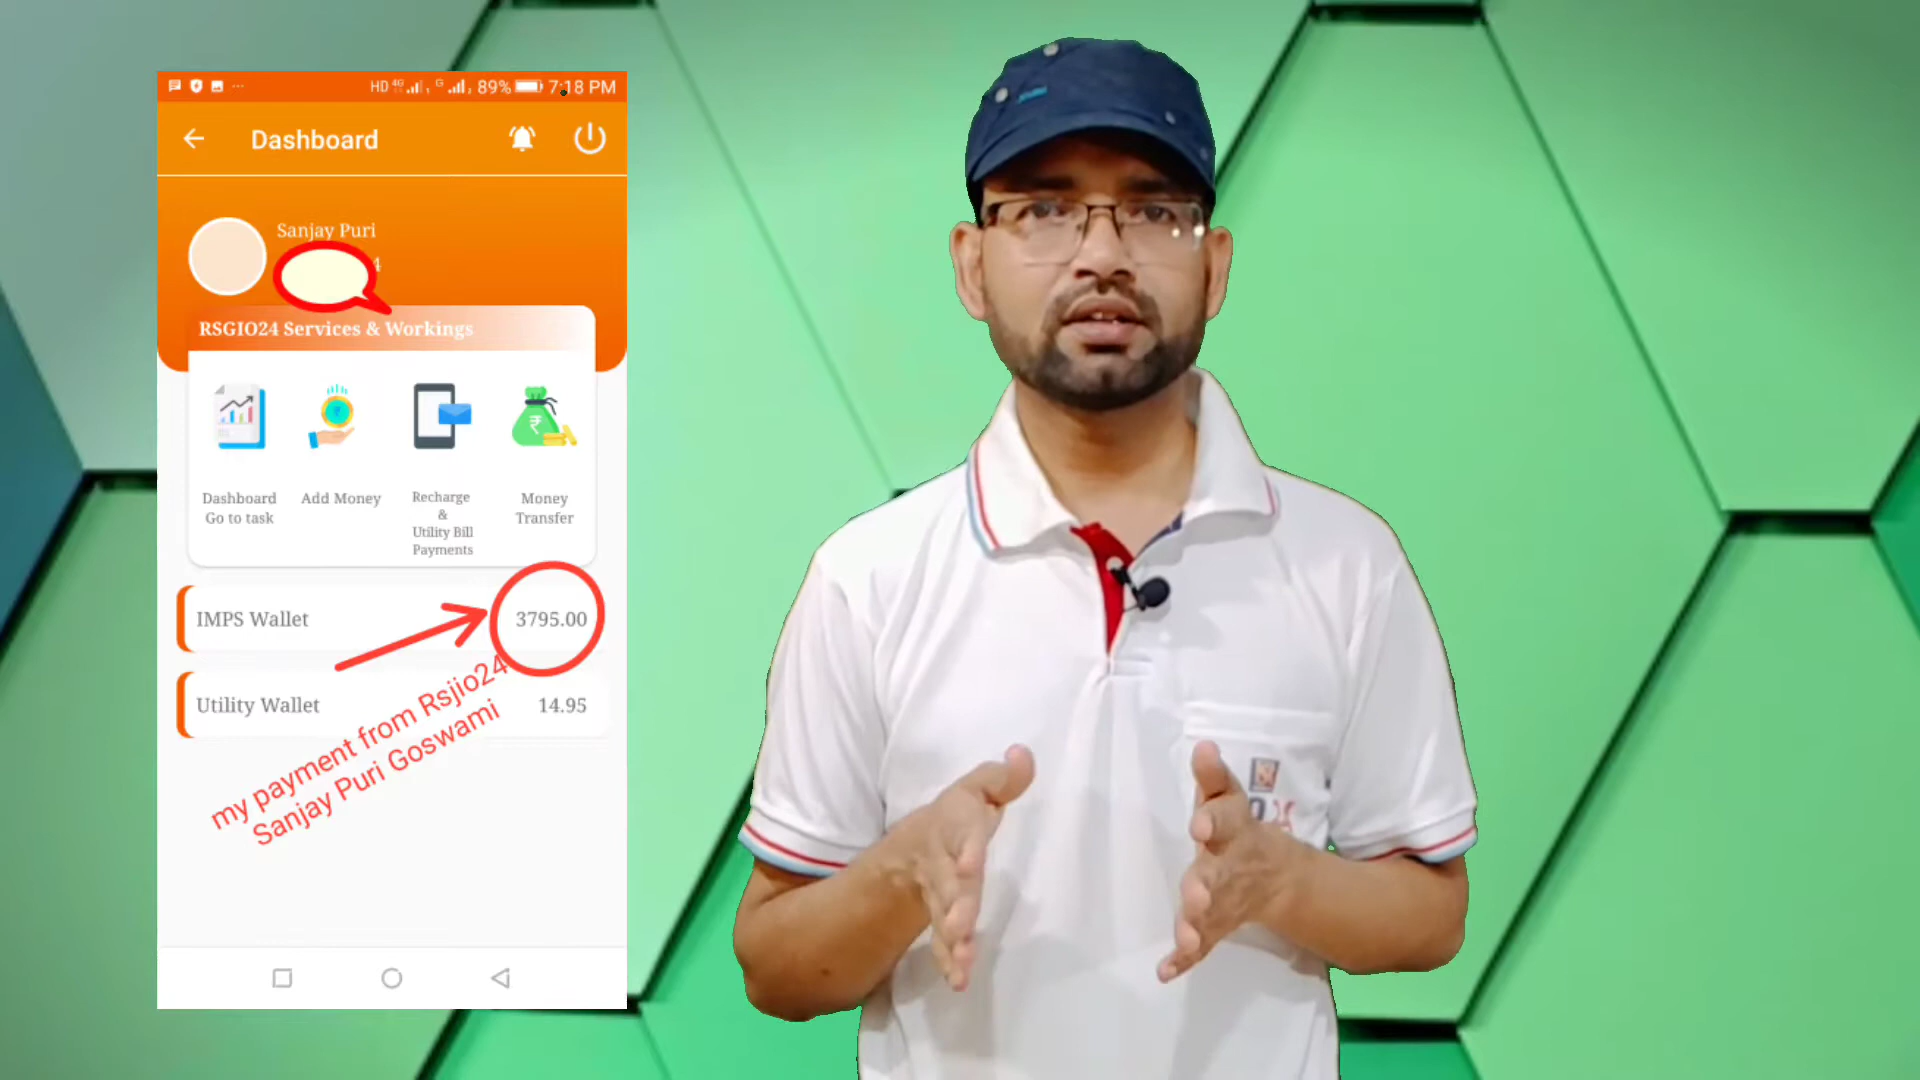 HD 4G G 89% 7:18 PM
Dashboard
Sanjay Puri
4
RSGIO24 Services & Workings
Dashboard
Go to task
Add Money
Recharge
&
Utility Bill
Payments
Money
Transfer
IMPS Wallet 3795.00
Utility Wallet 14.95
my payment from Rsjio24
Sanjay Puri Goswami